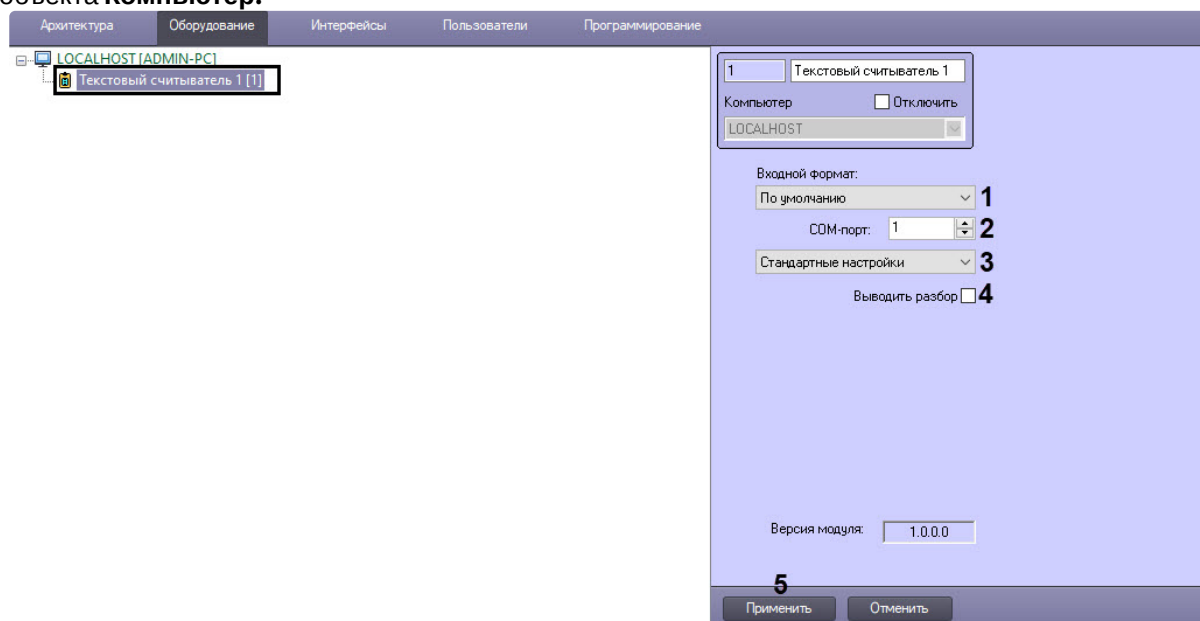 объекта Компьютер.
Архитектура Оборудование Интерфейсы Пользователи Программирование
LOCALHOST [ADMIN-PC]
Текстовый считыватель 1 [1]
1 Текстовый считыватель 1
Компьютер Отключить
LOCALHOST
Входной формат:
По умолчанию 1
COM-порт: 1 2
Стандартные настройки 3
Выводить разбор 4
Версия модуля: 1.0.0.0
5
Применить Отменить